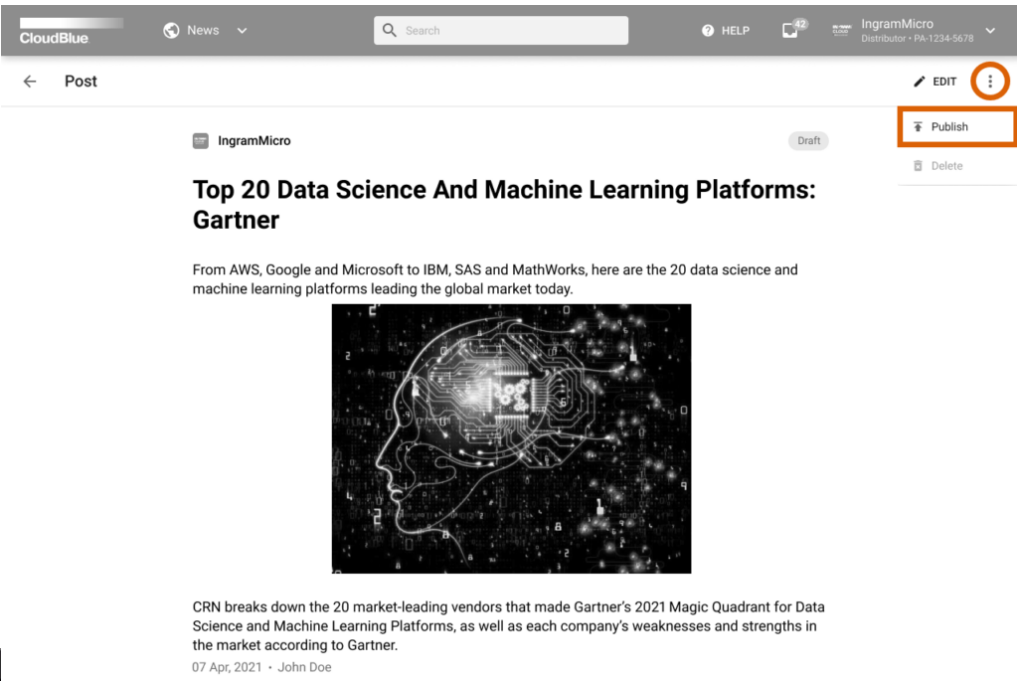 CloudBlue
News
Search
HELP
42
IngramMicro
Distributor • PA-1234-5678
Post
EDIT
Publish
Delete
IngramMicro
Draft
Top 20 Data Science And Machine Learning Platforms:
Gartner
From AWS, Google and Microsoft to IBM, SAS and MathWorks, here are the 20 data science and
machine learning platforms leading the global market today.
CRN breaks down the 20 market-leading vendors that made Gartner's 2021 Magic Quadrant for Data
Science and Machine Learning Platforms, as well as each company's weaknesses and strengths in
the market according to Gartner.
07 Apr, 2021 • John Doe